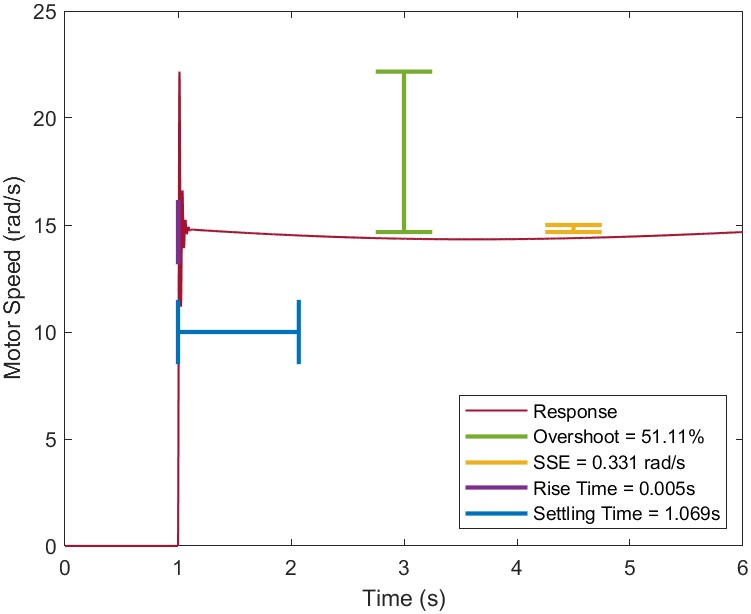 25
20
15
10
5
0
Motor Speed (rad/s)
Response
Overshoot = 51.11%
SSE = 0.331 rad/s
Rise Time = 0.005s
Settling Time = 1.069s
0 1 2 3 4 5 6
Time (s)